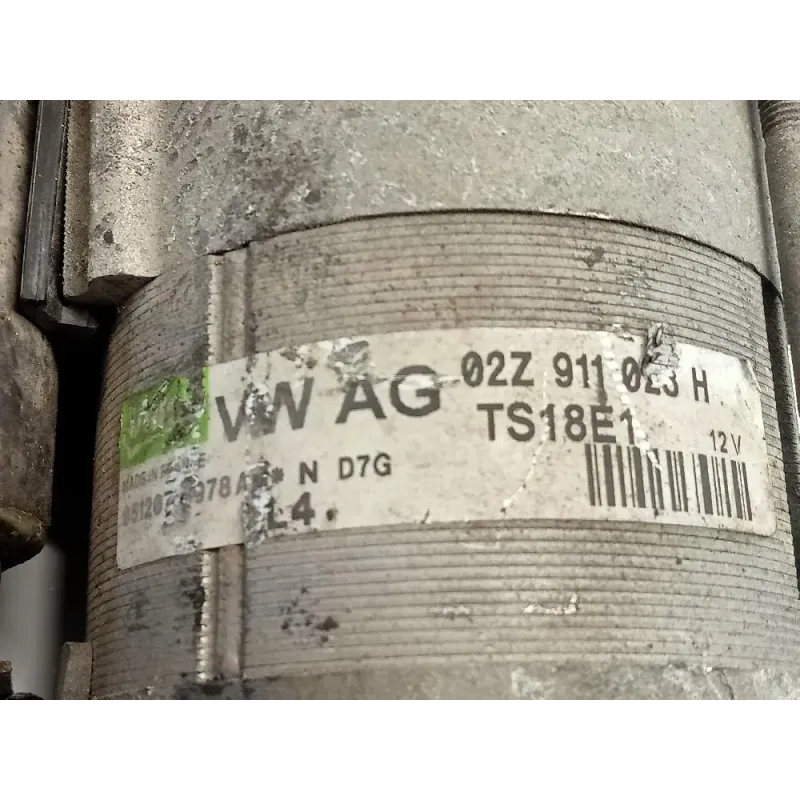 VW AG 02Z 911 023 H
TS18E1
12 V
N D7G
L4